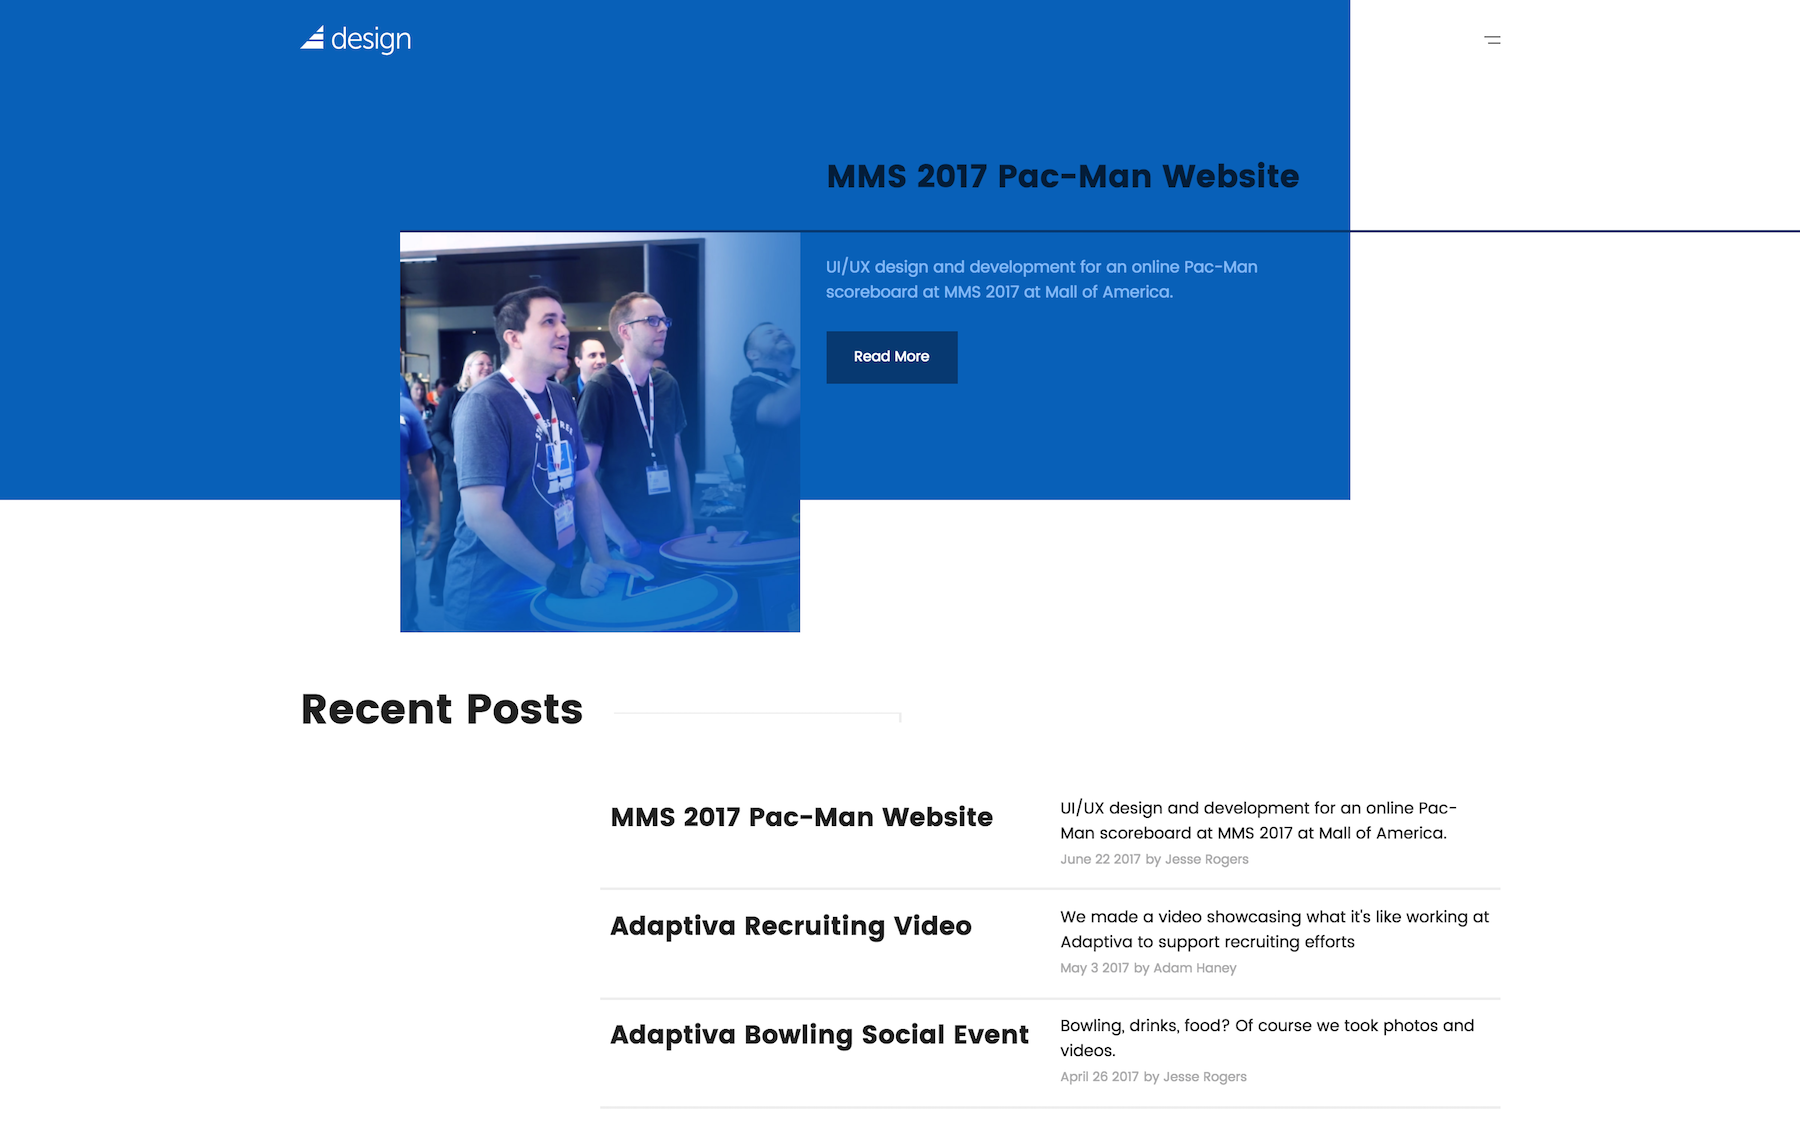 design
MMS 2017 Pac-Man Website
UI/UX design and development for an online Pac-Man
scoreboard at MMS 2017 at Mall of America.
Read More
Recent Posts
MMS 2017 Pac-Man Website
UI/UX design and development for an online Pac-
Man scoreboard at MMS 2017 at Mall of America.
June 22 2017 by Jesse Rogers
Adaptiva Recruiting Video
We made a video showcasing what it's like working at
Adaptiva to support recruiting efforts
May 3 2017 by Adam Haney
Adaptiva Bowling Social Event
Bowling, drinks, food? Of course we took photos and
videos.
April 26 2017 by Jesse Rogers